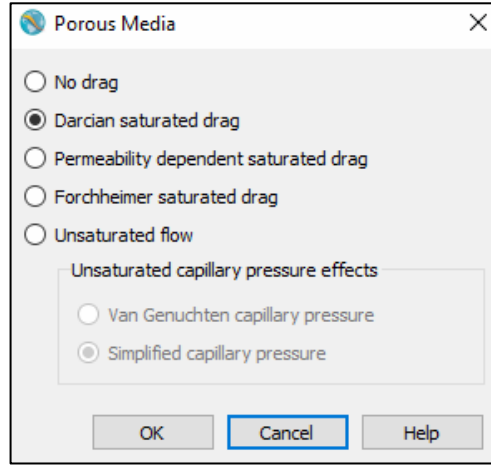 Porous Media
No drag
Darcian saturated drag
Permeability dependent saturated drag
Forchheimer saturated drag
Unsaturated flow
Unsaturated capillary pressure effects
Van Genuchten capillary pressure
Simplified capillary pressure
OK Cancel Help